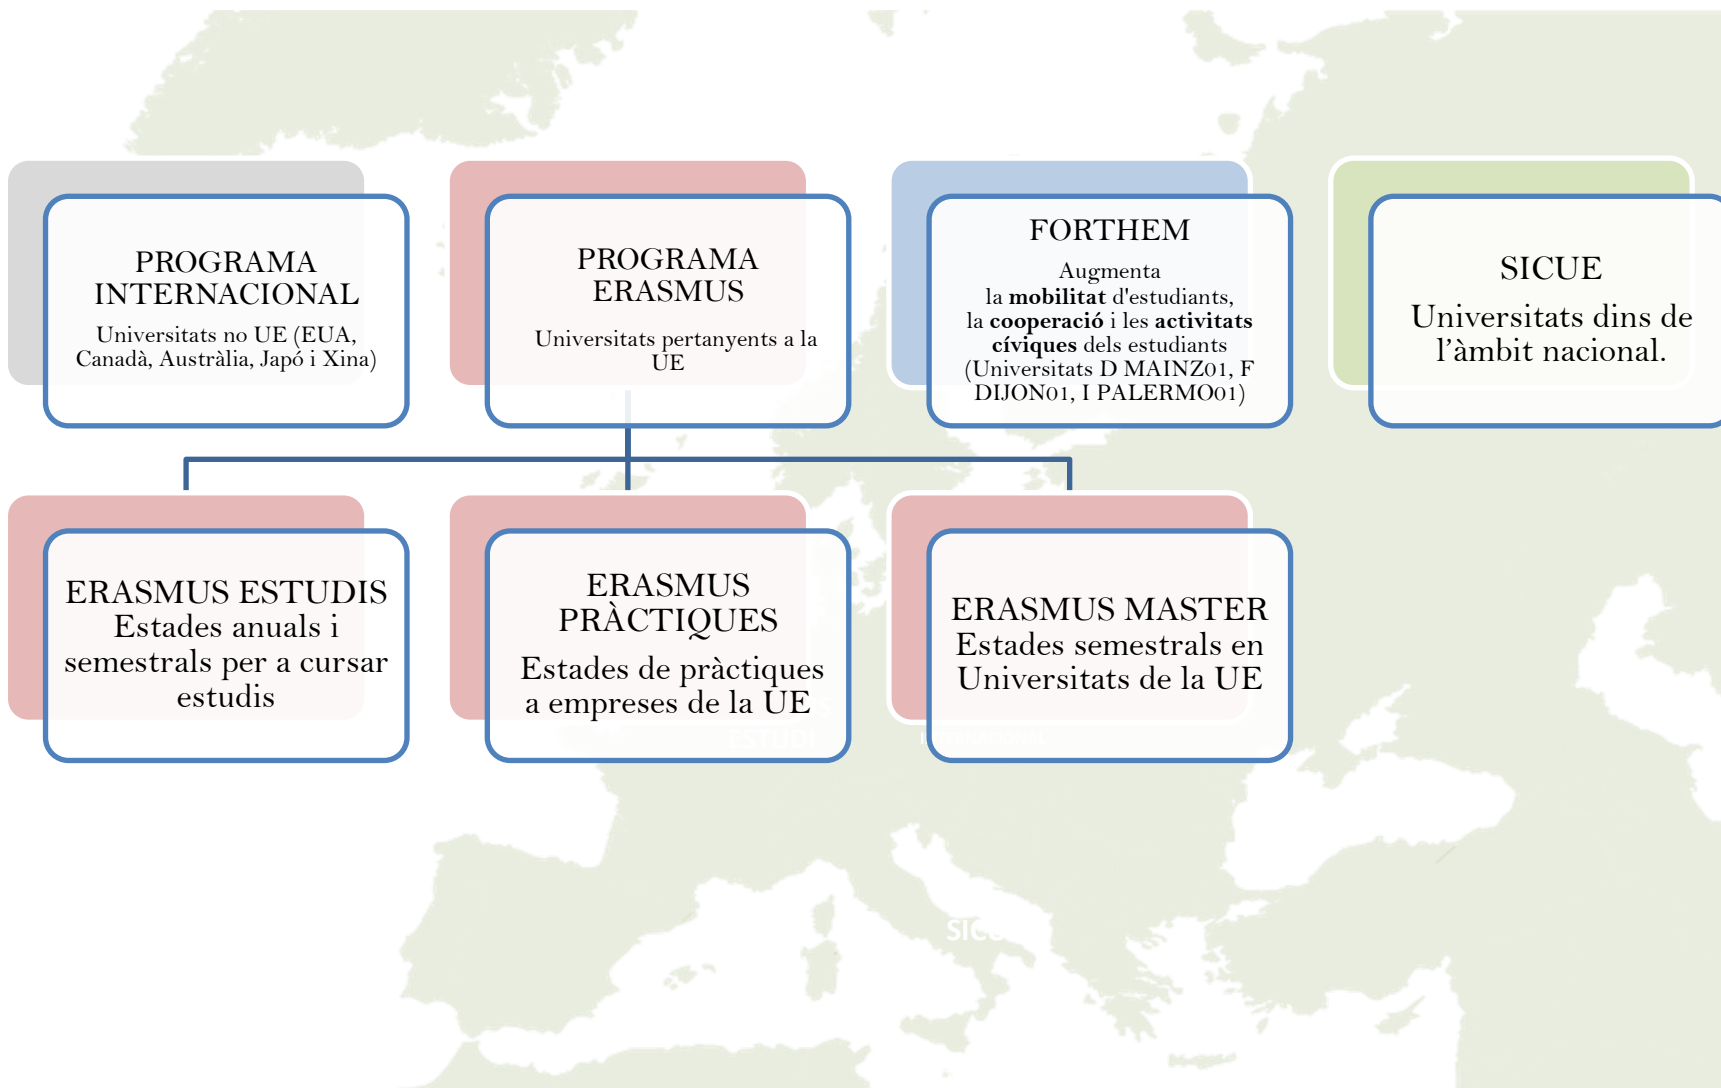 PROGRAMA
INTERNACIONAL
Universitats no UE (EUA,
Canadà, Austràlia, Japó i Xina)
PROGRAMA
ERASMUS
Universitats pertanyents a la
UE
FORTHEM
Augmenta
la mobilitat d'estudiants,
la cooperació i les activitats
cíviques dels estudiants
(Universitats D MAINZ01, F
DIJON01, I PALERMO01)
SICUE
Universitats dins de
l’àmbit nacional.
ERASMUS ESTUDIS
Estades anuals i
semestrals per a cursar
estudis
ERASMUS
PRÀCTIQUES
Estades de pràctiques
a empreses de la UE
ERASMUS MASTER
Estades semestrals en
Universitats de la UE
ESTUDI